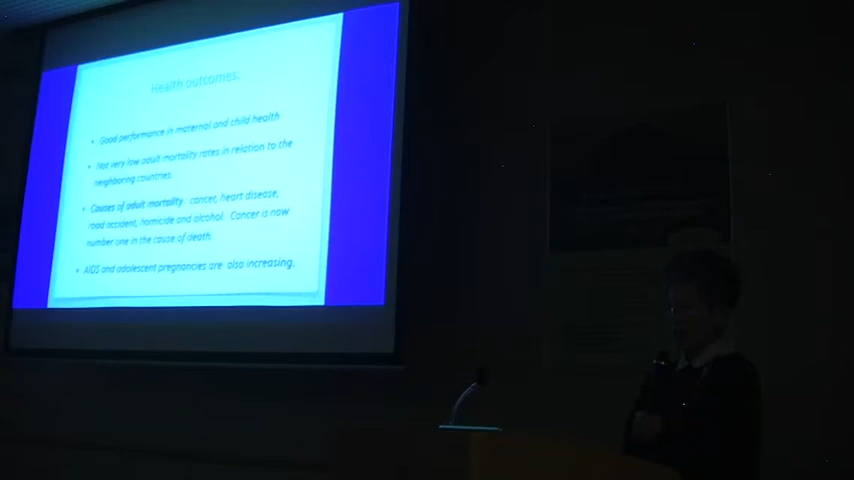 Health outcomes:
• Good performance in maternal and child health
• Not very low adult mortality rates in relation to the
neighboring countries.
• Causes of adult mortality. cancer, heart disease,
road accident, homicide and alcohol. Cancer is now
number one in the cause of death.
• AIDS and adolescent pregnancies are also increasing.